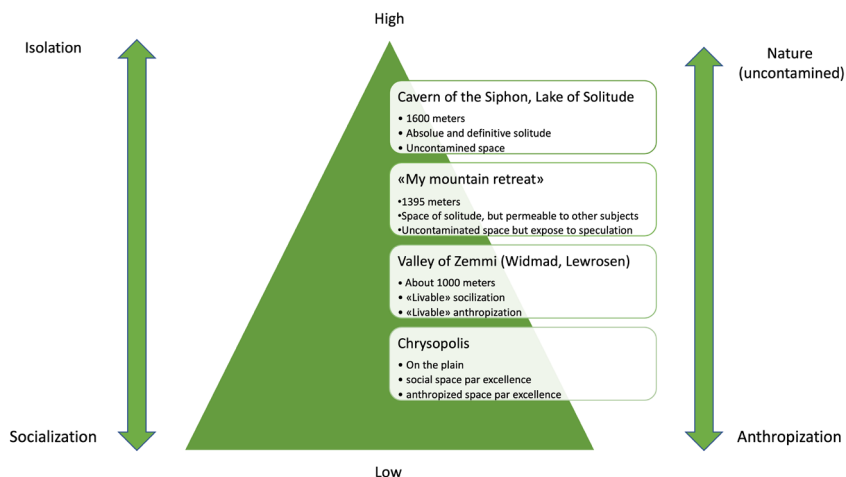 High
Isolation
Nature
(uncontamined)
Cavern of the Siphon, Lake of Solitude
• 1600 meters
• Absolue and definitive solitude
• Uncontamined space
«My mountain retreat»
•1395 meters
•Space of solitude, but permeable to other subjects
•Uncontaminated space but expose to speculation
Valley of Zemmi (Widmad, Lewrosen)
• About 1000 meters
• «Livable» socilization
• «Livable» anthropization
Chrysopolis
• On the plain
• social space par excellence
• anthropized space par excellence
Socialization
Anthropization
Low